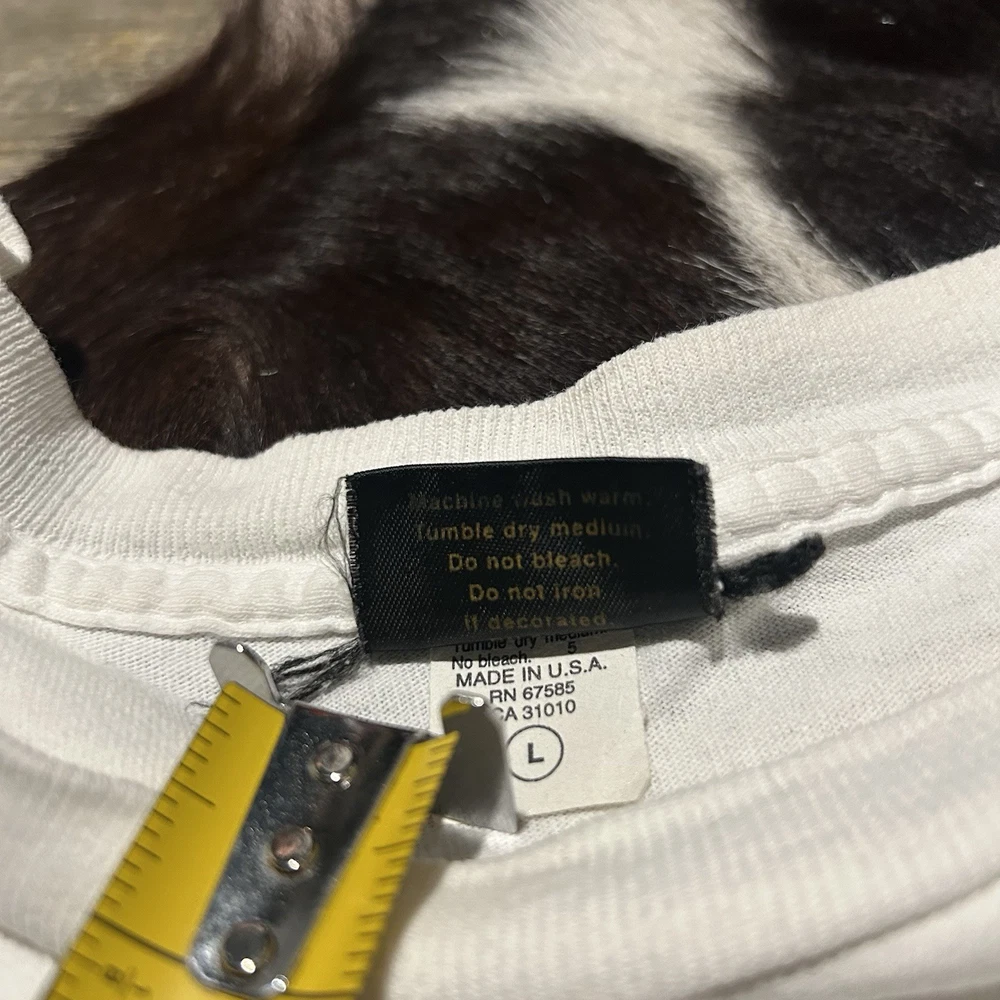 Machine wash warm.
Tumble dry medium.
Do not bleach.
Do not iron
if decorated.
Tumble dry medium.
No bleach. 5
MADE IN U.S.A.
RN 67585
CA 31010
L